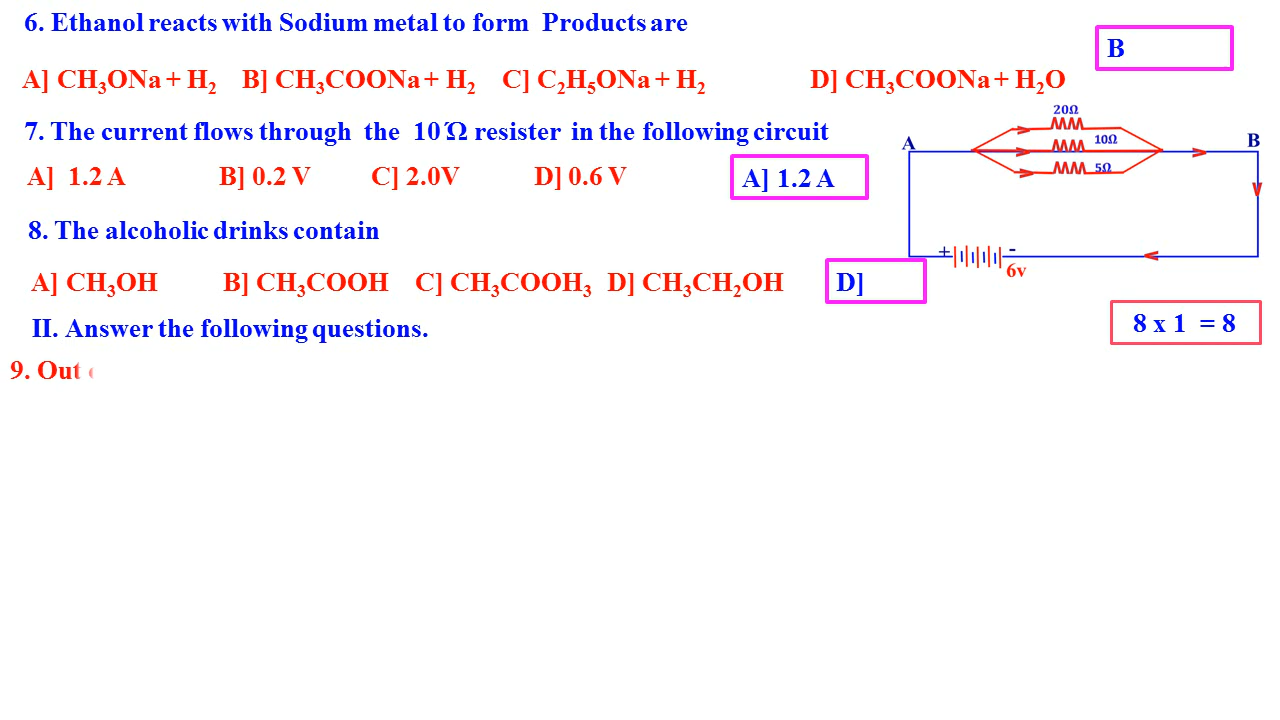 6. Ethanol reacts with Sodium metal to form Products are
B
A] CH₃ONa + H₂ B] CH₃COONa + H₂ C] C₂H₅ONa + H₂ D] CH₃COONa + H₂O
7. The current flows through the 10 Ώ resister in the following circuit
A] 1.2 A B] 0.2 V C] 2.0V D] 0.6 V
A] 1.2 A
20Ω
10Ω
5Ω
A
B
+
-
6v
8. The alcoholic drinks contain
A] CH₃OH B] CH₃COOH C] CH₃COOH₃ D] CH₃CH₂OH
D]
II. Answer the following questions.
8 x 1 = 8
9. Out